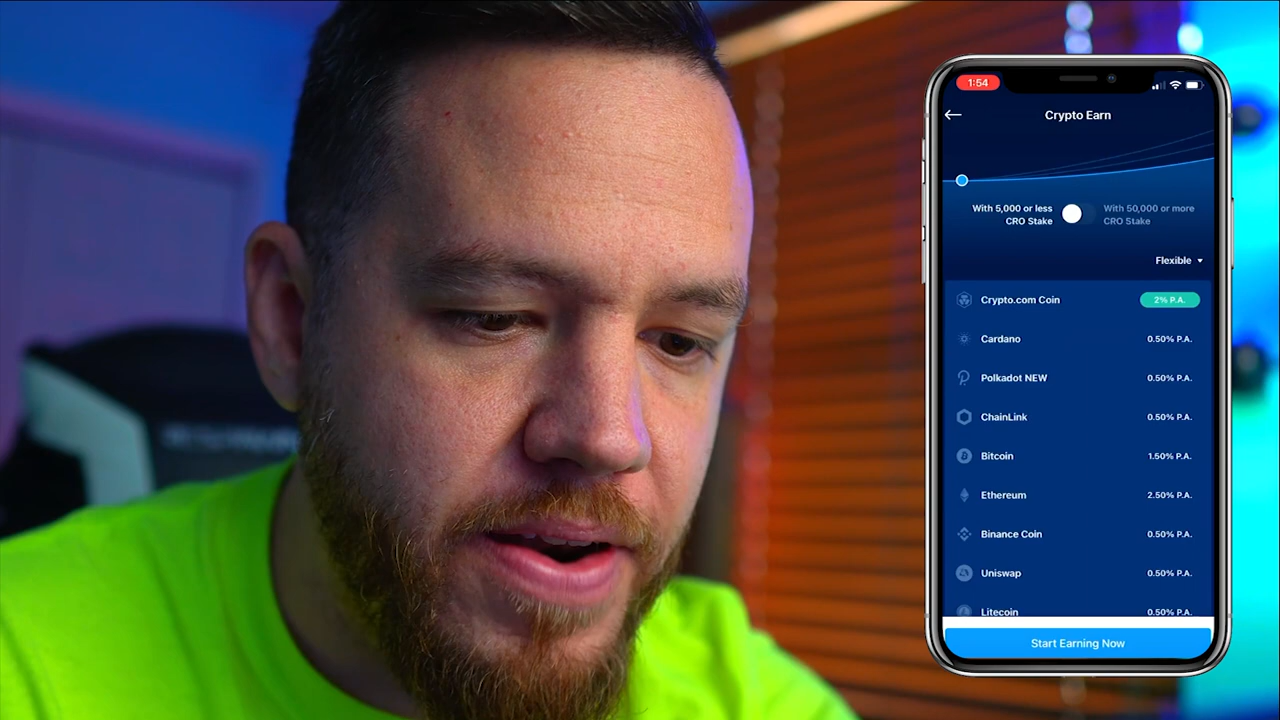 1:54
Crypto Earn
With 5,000 or less
CRO Stake
With 50,000 or more
CRO Stake
Flexible
Crypto.com Coin 2% P.A.
Cardano 0.50% P.A.
Polkadot NEW 0.50% P.A.
ChainLink 0.50% P.A.
Bitcoin 1.50% P.A.
Ethereum 2.50% P.A.
Binance Coin 0.50% P.A.
Uniswap 0.50% P.A.
Litecoin 0.50% P.A.
Start Earning Now